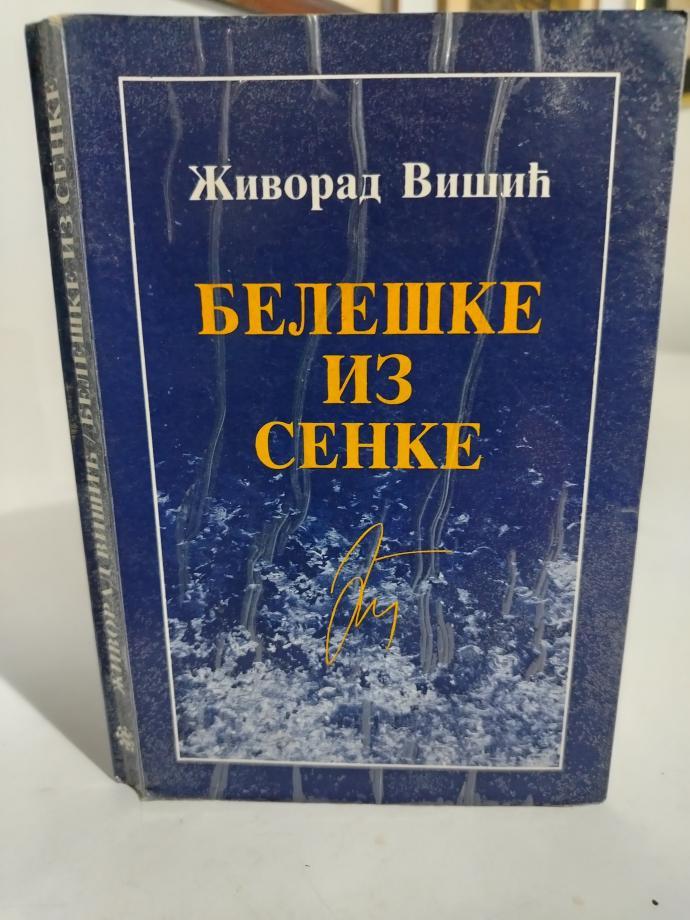 Живорад Вишић
БЕЛЕШКЕ
ИЗ
СЕНКЕ
ЖИВОРАД ВИШИЋ / БЕЛЕШКЕ ИЗ СЕНКЕ